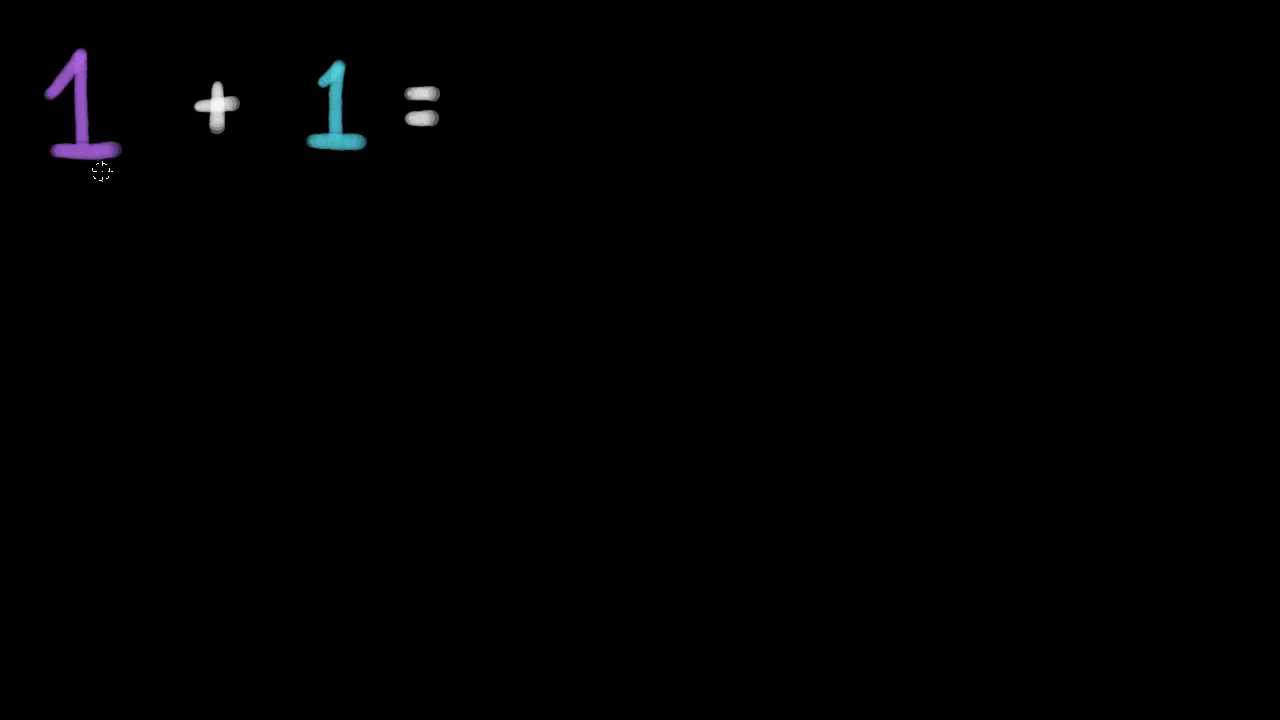 1 + 1 =